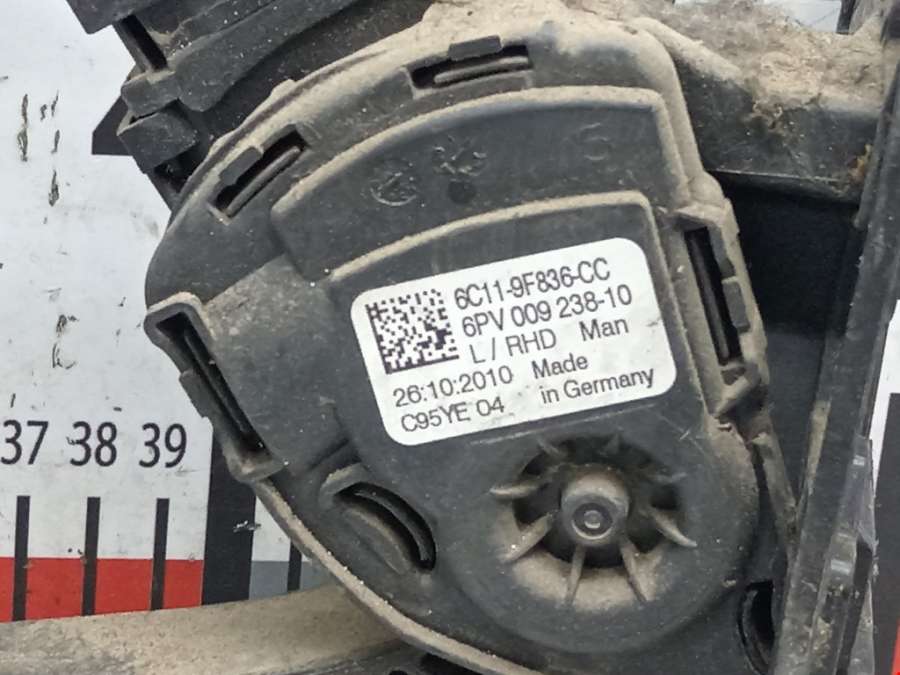 6C11-9F836-CC
6PV 009 238-10
L / RHD Man
26:10:2010 Made
C95YE 04 in Germany
37 38 39